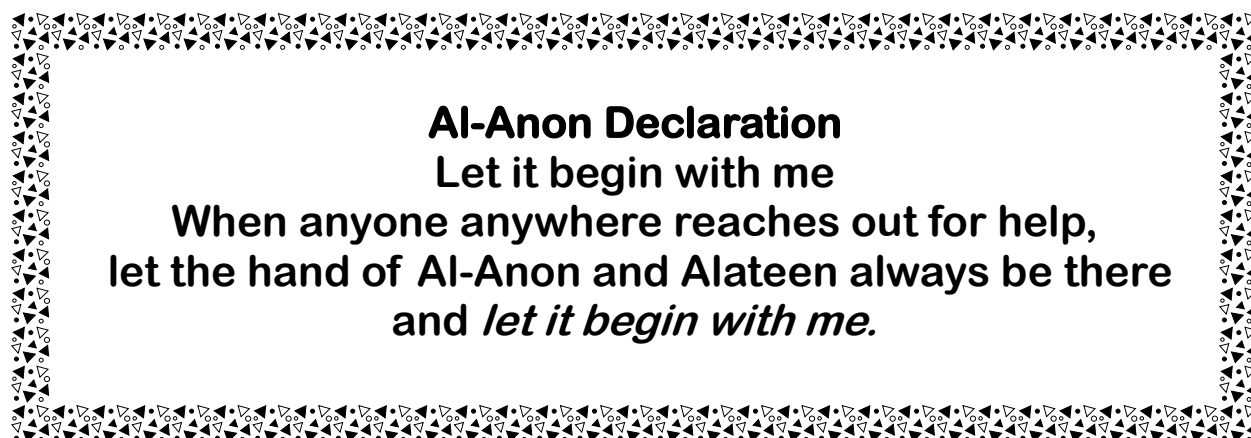 Al-Anon Declaration
Let it begin with me
When anyone anywhere reaches out for help,
let the hand of Al-Anon and Alateen always be there
and let it begin with me.